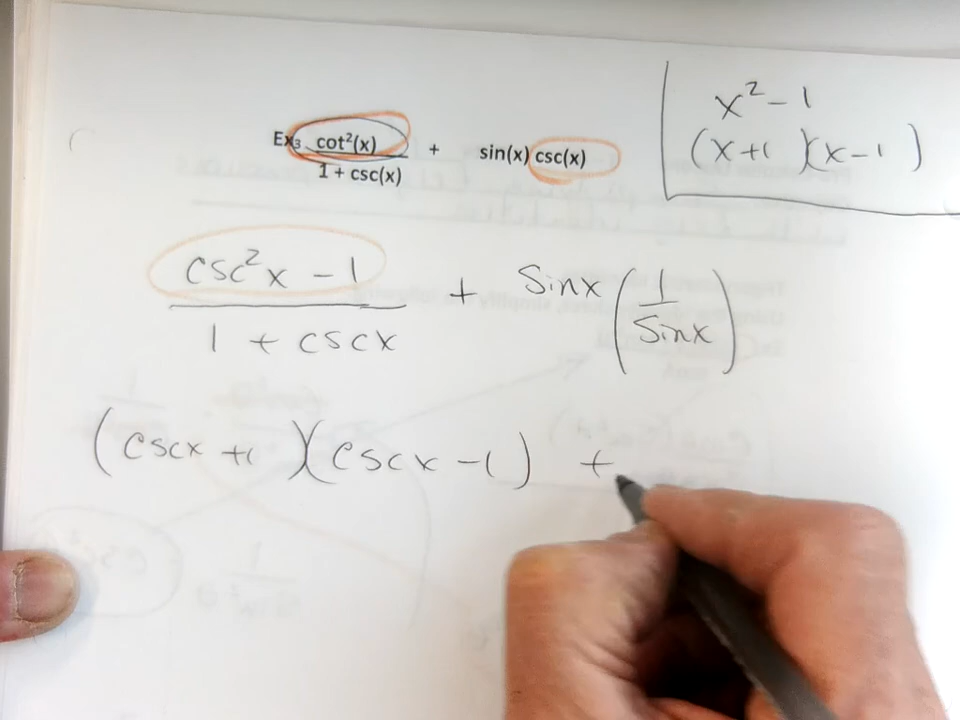 Ex3 cot²(x) + sin(x) csc(x)
1 + csc(x)
x² - 1
(x+1)(x-1)
csc²x - 1 + sinx (1
1 + cscx sinx)
(cscx +1)(cscx -1) +